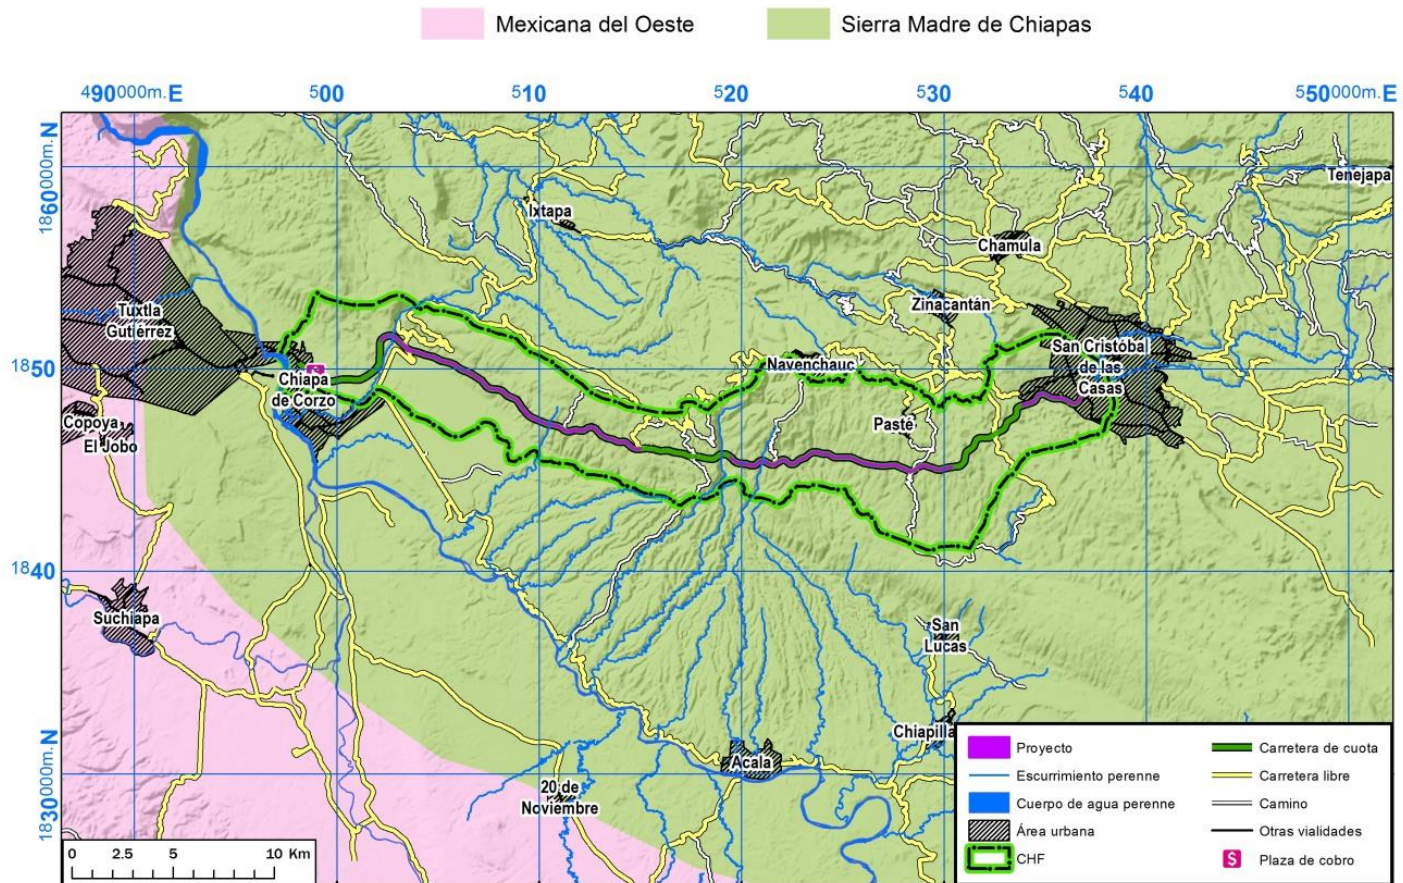 Mexicana del Oeste
Sierra Madre de Chiapas
490000m.E
500
510
520
530
540
550000m.E
1860000m. N
1850
1840
1830000m. N
Tenejapa
Ixtapa
Chamula
Zinacantán
Tuxtla
Gutiérrez
San Cristóbal
de las
Casas
Navenchauc
Chiapa
de Corzo
Copoya
El Jobo
Pasté
Suchiapa
San
Lucas
Chiapilla
Acala
20 de
Noviembre
Proyecto
Escurrimiento perenne
Cuerpo de agua perenne
Área urbana
CHF
Carretera de cuota
Carretera libre
Camino
Otras vialidades
$ Plaza de cobro
0 2.5 5 10 Km